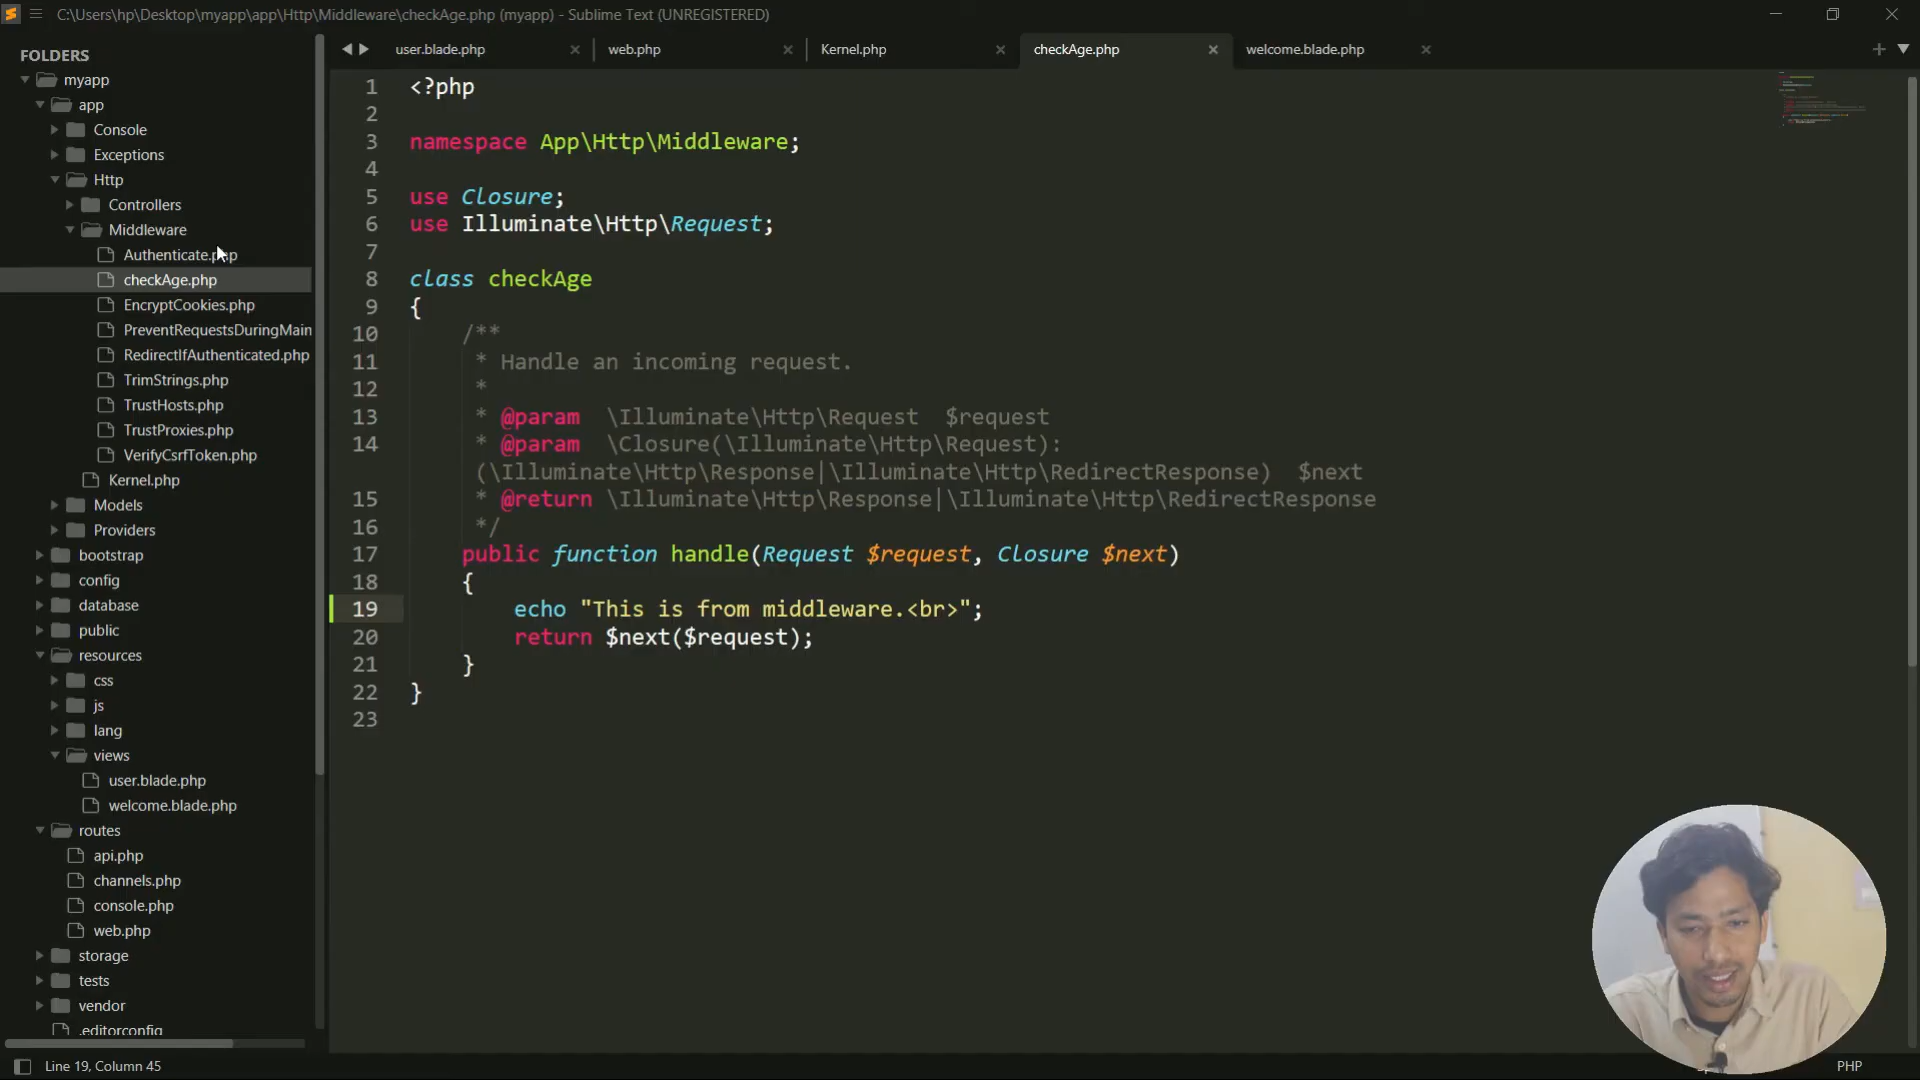 C:\Users\hp\Desktop\myapp\app\Http\Middleware\checkAge.php (myapp) - Sublime Text (UNREGISTERED)
FOLDERS
myapp
app
Console
Exceptions
Http
Controllers
Middleware
Authenticate.php
checkAge.php
EncryptCookies.php
PreventRequestsDuringMain
RedirectIfAuthenticated.php
TrimStrings.php
TrustHosts.php
TrustProxies.php
VerifyCsrfToken.php
Kernel.php
Models
Providers
bootstrap
config
database
public
resources
css
js
lang
views
user.blade.php
welcome.blade.php
routes
api.php
channels.php
console.php
web.php
storage
tests
vendor
.editorconfig
user.blade.php
web.php
Kernel.php
checkAge.php
welcome.blade.php
1 <?php
2
3 namespace App\Http\Middleware;
4
5 use Closure;
6 use Illuminate\Http\Request;
7
8 class checkAge
9 {
10 /**
11 * Handle an incoming request.
12 *
13 * @param \Illuminate\Http\Request $request
14 * @param \Closure(\Illuminate\Http\Request):
(\Illuminate\Http\Response|\Illuminate\Http\RedirectResponse) $next
15 * @return \Illuminate\Http\Response|\Illuminate\Http\RedirectResponse
16 */
17 public function handle(Request $request, Closure $next)
18 {
19 echo "This is from middleware.<br>";
20 return $next($request);
21 }
22 }
23
Line 19, Column 45
PHP